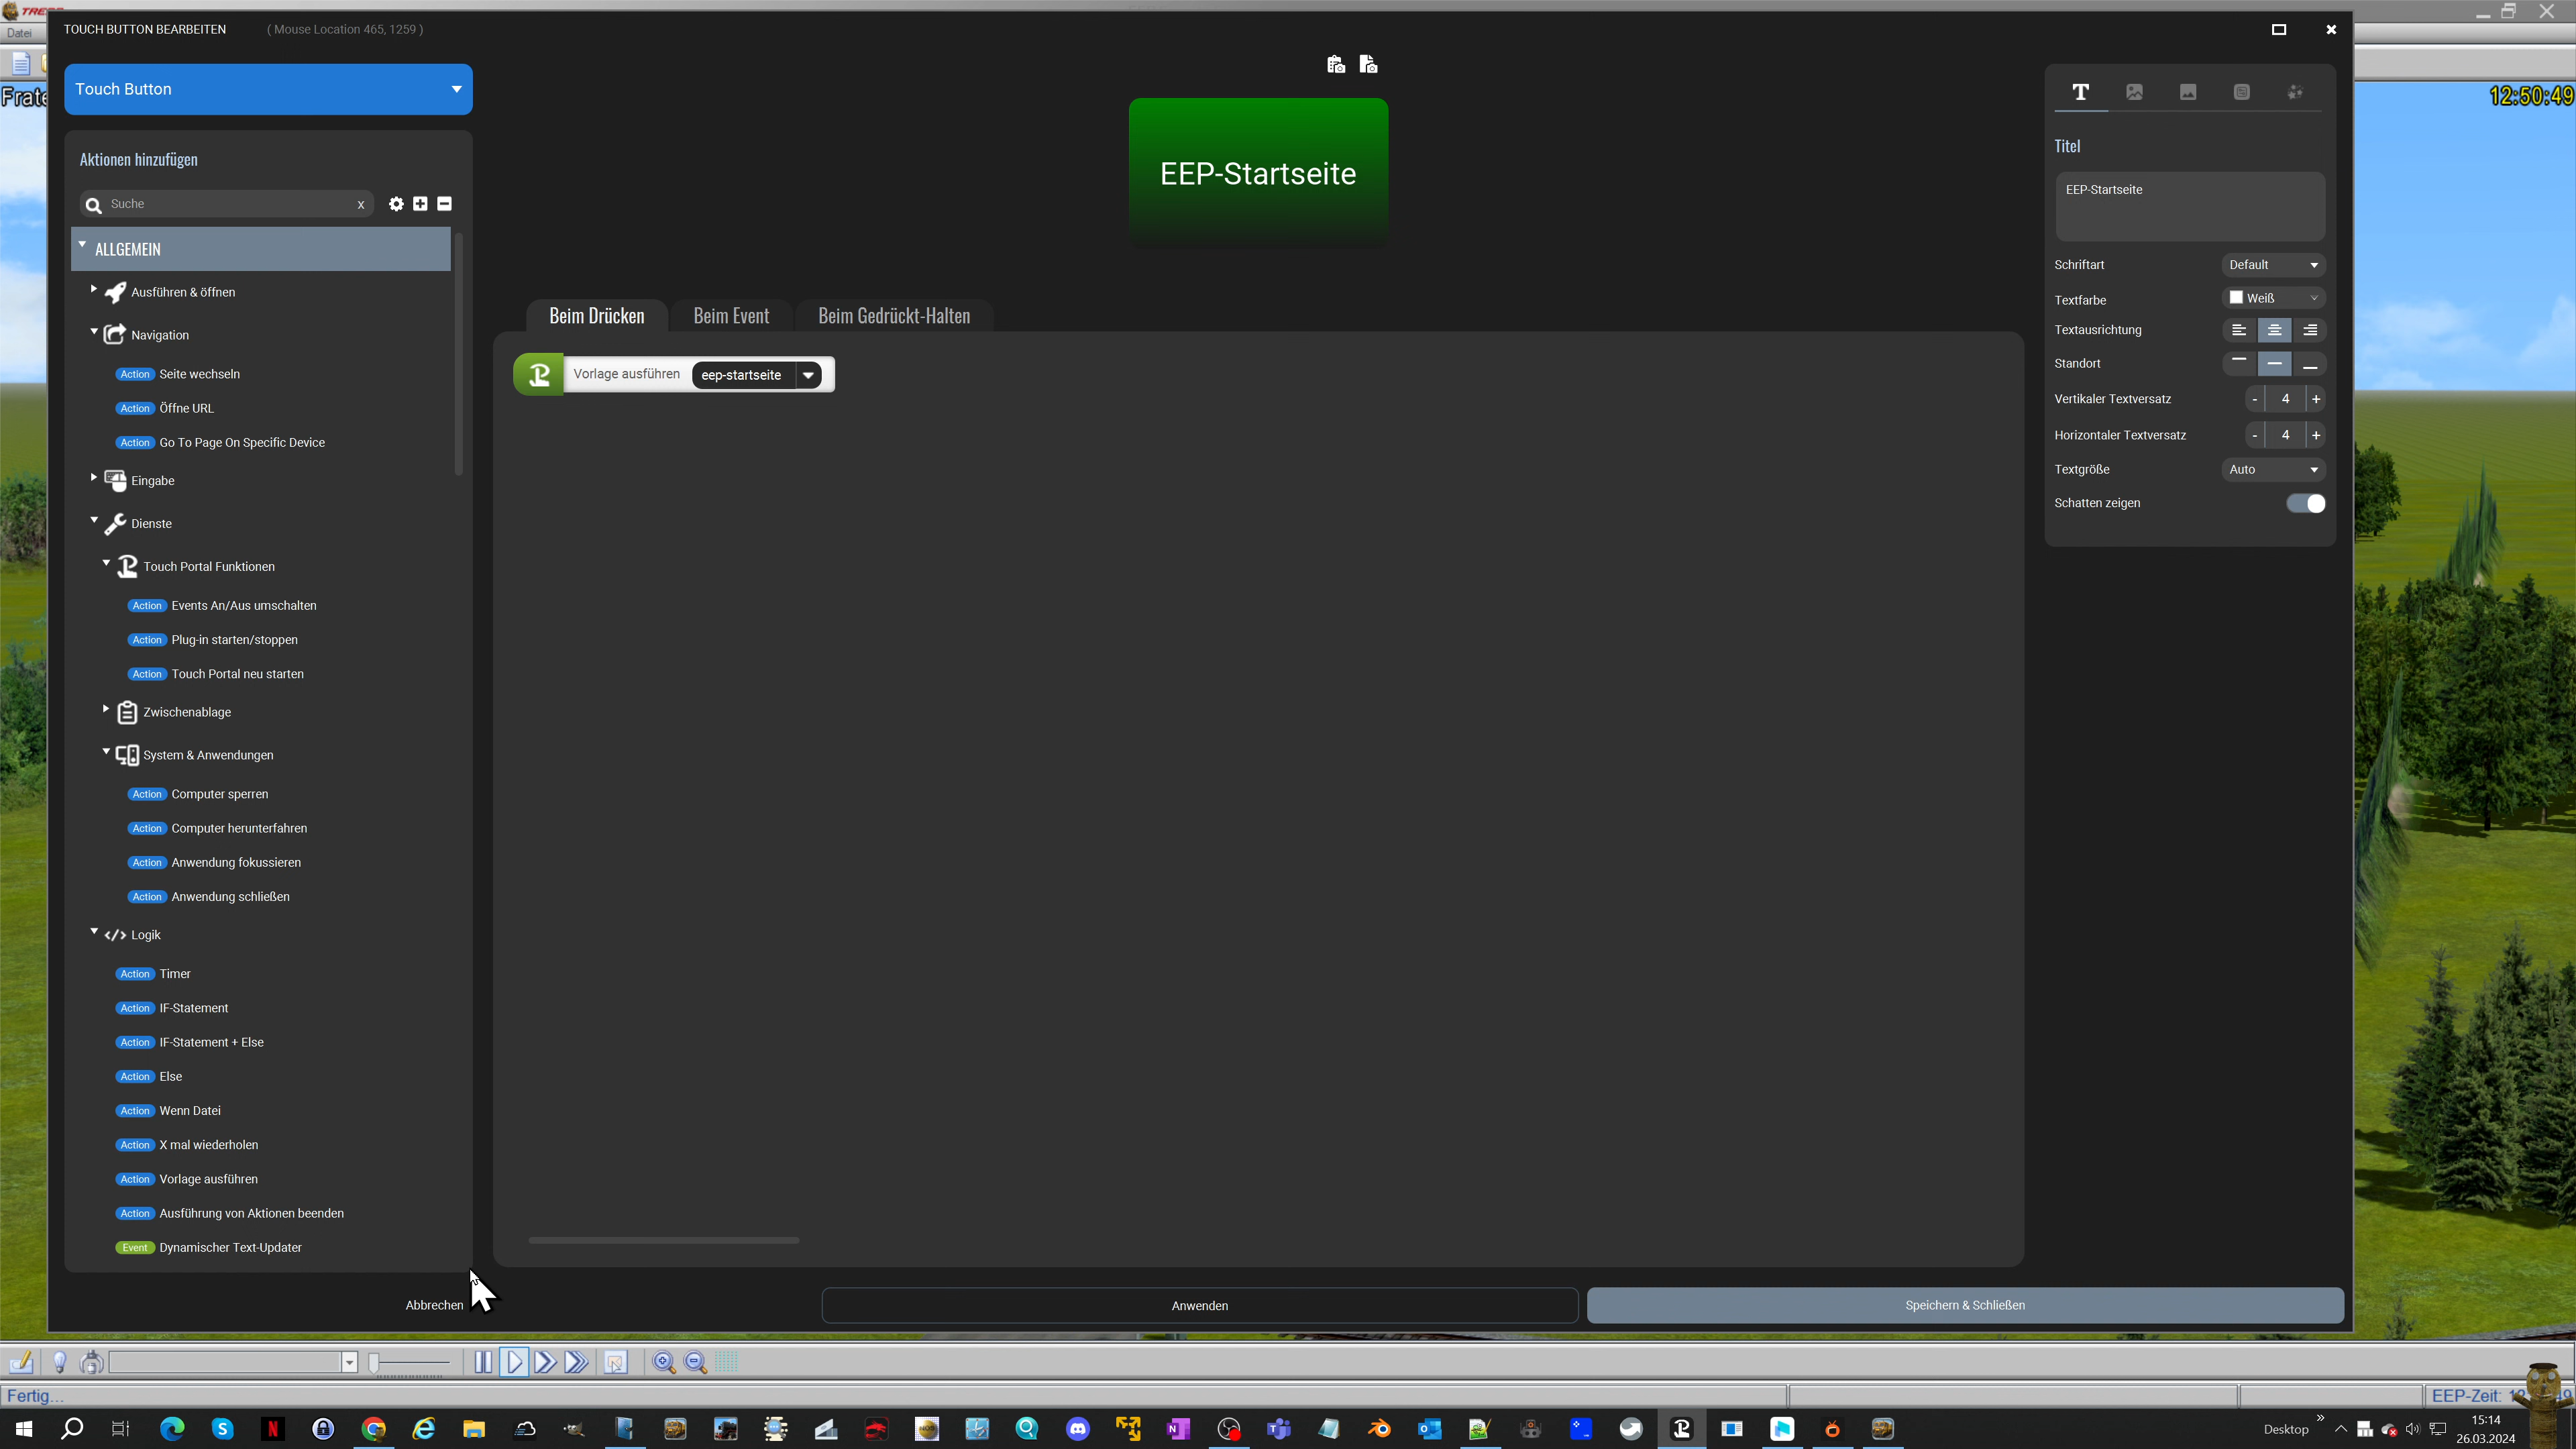 TREND
Datei
TOUCH BUTTON BEARBEITEN
( Mouse Location 465, 1259 )
Frate
12:50:49
Touch Button
Aktionen hinzufügen
Suche
x
ALLGEMEIN
Ausführen & öffnen
Navigation
Action Seite wechseln
Action Öffne URL
Action Go To Page On Specific Device
Eingabe
Dienste
Touch Portal Funktionen
Action Events An/Aus umschalten
Action Plug-in starten/stoppen
Action Touch Portal neu starten
Zwischenablage
System & Anwendungen
Action Computer sperren
Action Computer herunterfahren
Action Anwendung fokussieren
Action Anwendung schließen
</> Logik
Action Timer
Action IF-Statement
Action IF-Statement + Else
Action Else
Action Wenn Datei
Action X mal wiederholen
Action Vorlage ausführen
Action Ausführung von Aktionen beenden
Event Dynamischer Text-Updater
EEP-Startseite
Beim Drücken
Beim Event
Beim Gedrückt-Halten
Vorlage ausführen eep-startseite
T
Titel
EEP-Startseite
Schriftart Default
Textfarbe Weiß
Textausrichtung
Standort
Vertikaler Textversatz - 4 +
Horizontaler Textversatz - 4 +
Textgröße Auto
Schatten zeigen
Abbrechen
Anwenden
Speichern & Schließen
Fertig...
EEP-Zeit:
Desktop
15:14
26.03.2024